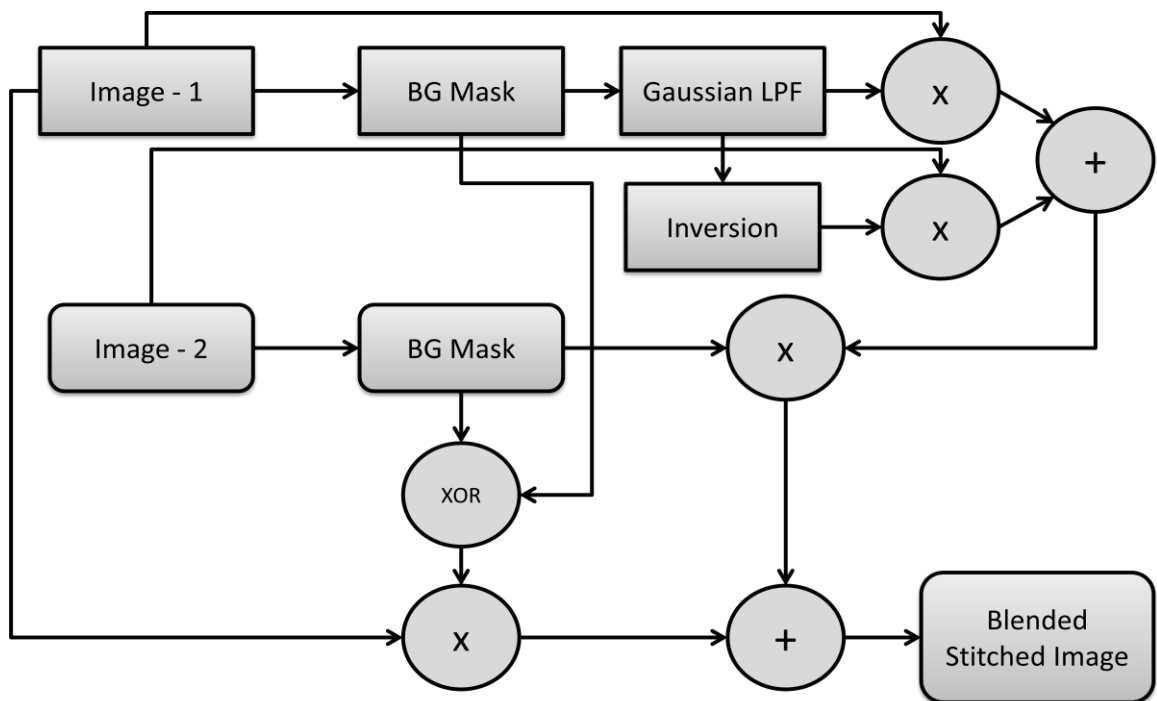 Image - 1
BG Mask
Gaussian LPF
x
+
Inversion
x
Image - 2
BG Mask
x
XOR
x
+
Blended
Stitched Image